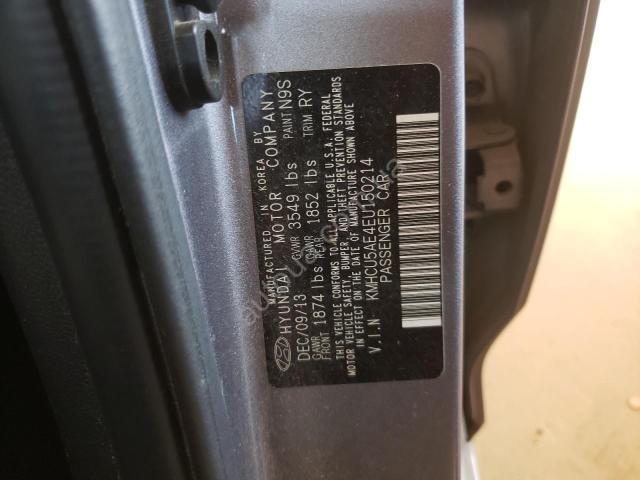 MANUFACTURED IN KOREA BY
HYUNDAI MOTOR COMPANY
DEC/09/13 GVWR 3549 lbs PAINT N9S
GAWR FRONT 1874 lbs GAWR REAR 1852 lbs TRIM RY
THIS VEHICLE CONFORMS TO ALL APPLICABLE U.S.A. FEDERAL
MOTOR VEHICLE SAFETY, BUMPER, AND THEFT PREVENTION STANDARDS
IN EFFECT ON THE DATE OF MANUFACTURE SHOWN ABOVE
V.I.N KMHCU5AE4EU150214
PASSENGER CAR